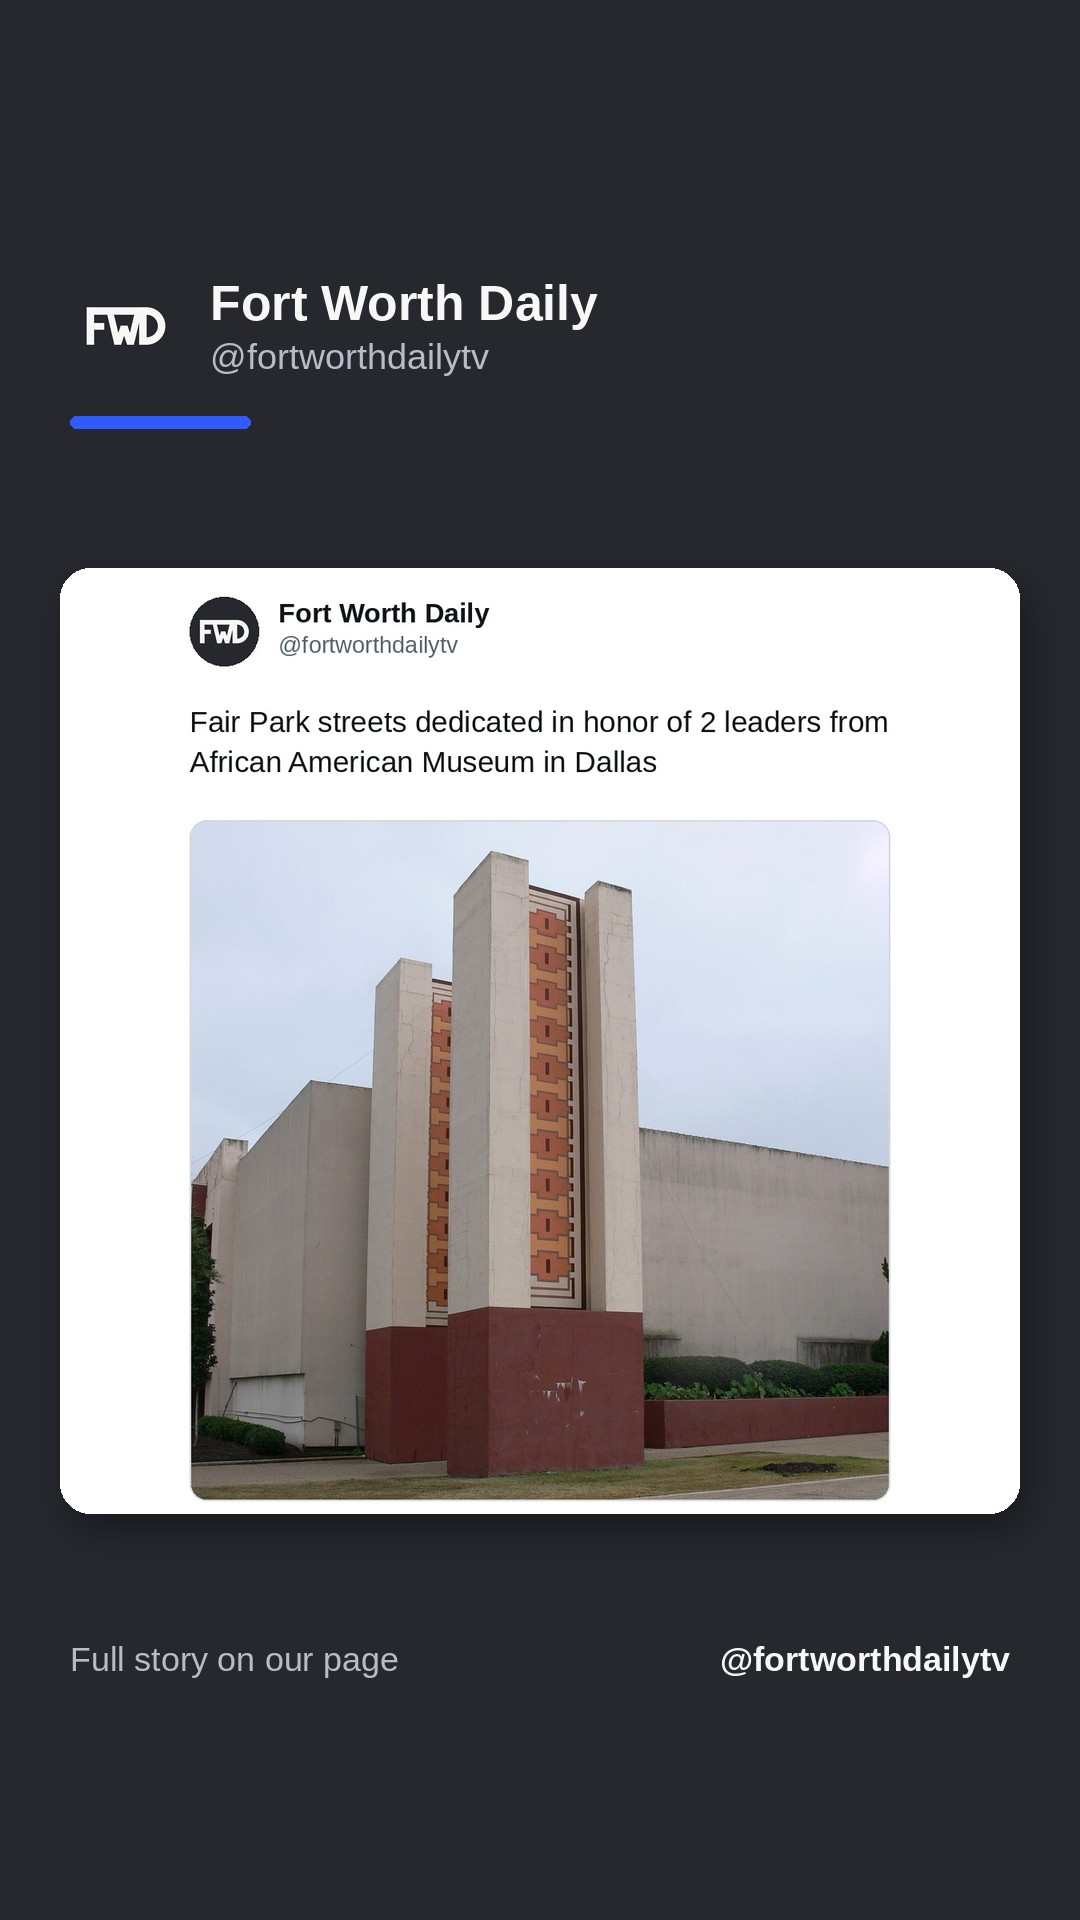 FWD
Fort Worth Daily
@fortworthdailytv
FWD
Fort Worth Daily
@fortworthdailytv
Fair Park streets dedicated in honor of 2 leaders from
African American Museum in Dallas
Full story on our page
@fortworthdailytv